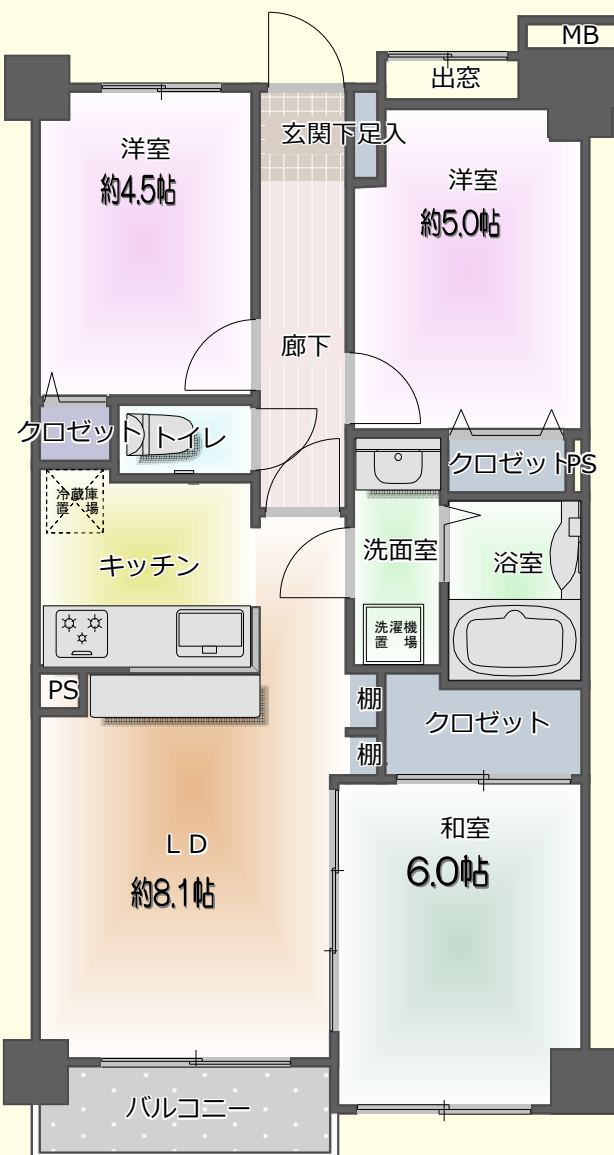 MB
出窓
玄関下足入
洋室
約4.5帖
洋室
約5.0帖
廊下
クロゼット
トイレ
クロゼット
PS
冷蔵庫
置　場
キッチン
洗面室
浴室
洗濯機
置　場
PS
棚
クロゼット
棚
ＬＤ
約8.1帖
和室
6.0帖
バルコニー